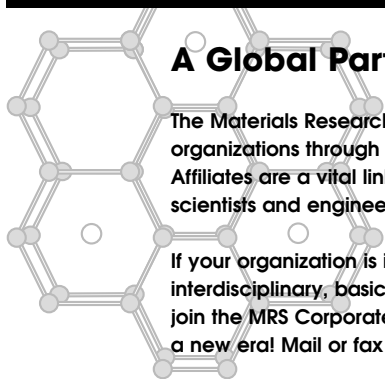 A Global Par
The Materials Research
organizations through
Affiliates are a vital lin
scientists and enginee
If your organization is i
interdisciplinary, basic
join the MRS Corporate
a new era! Mail or fax